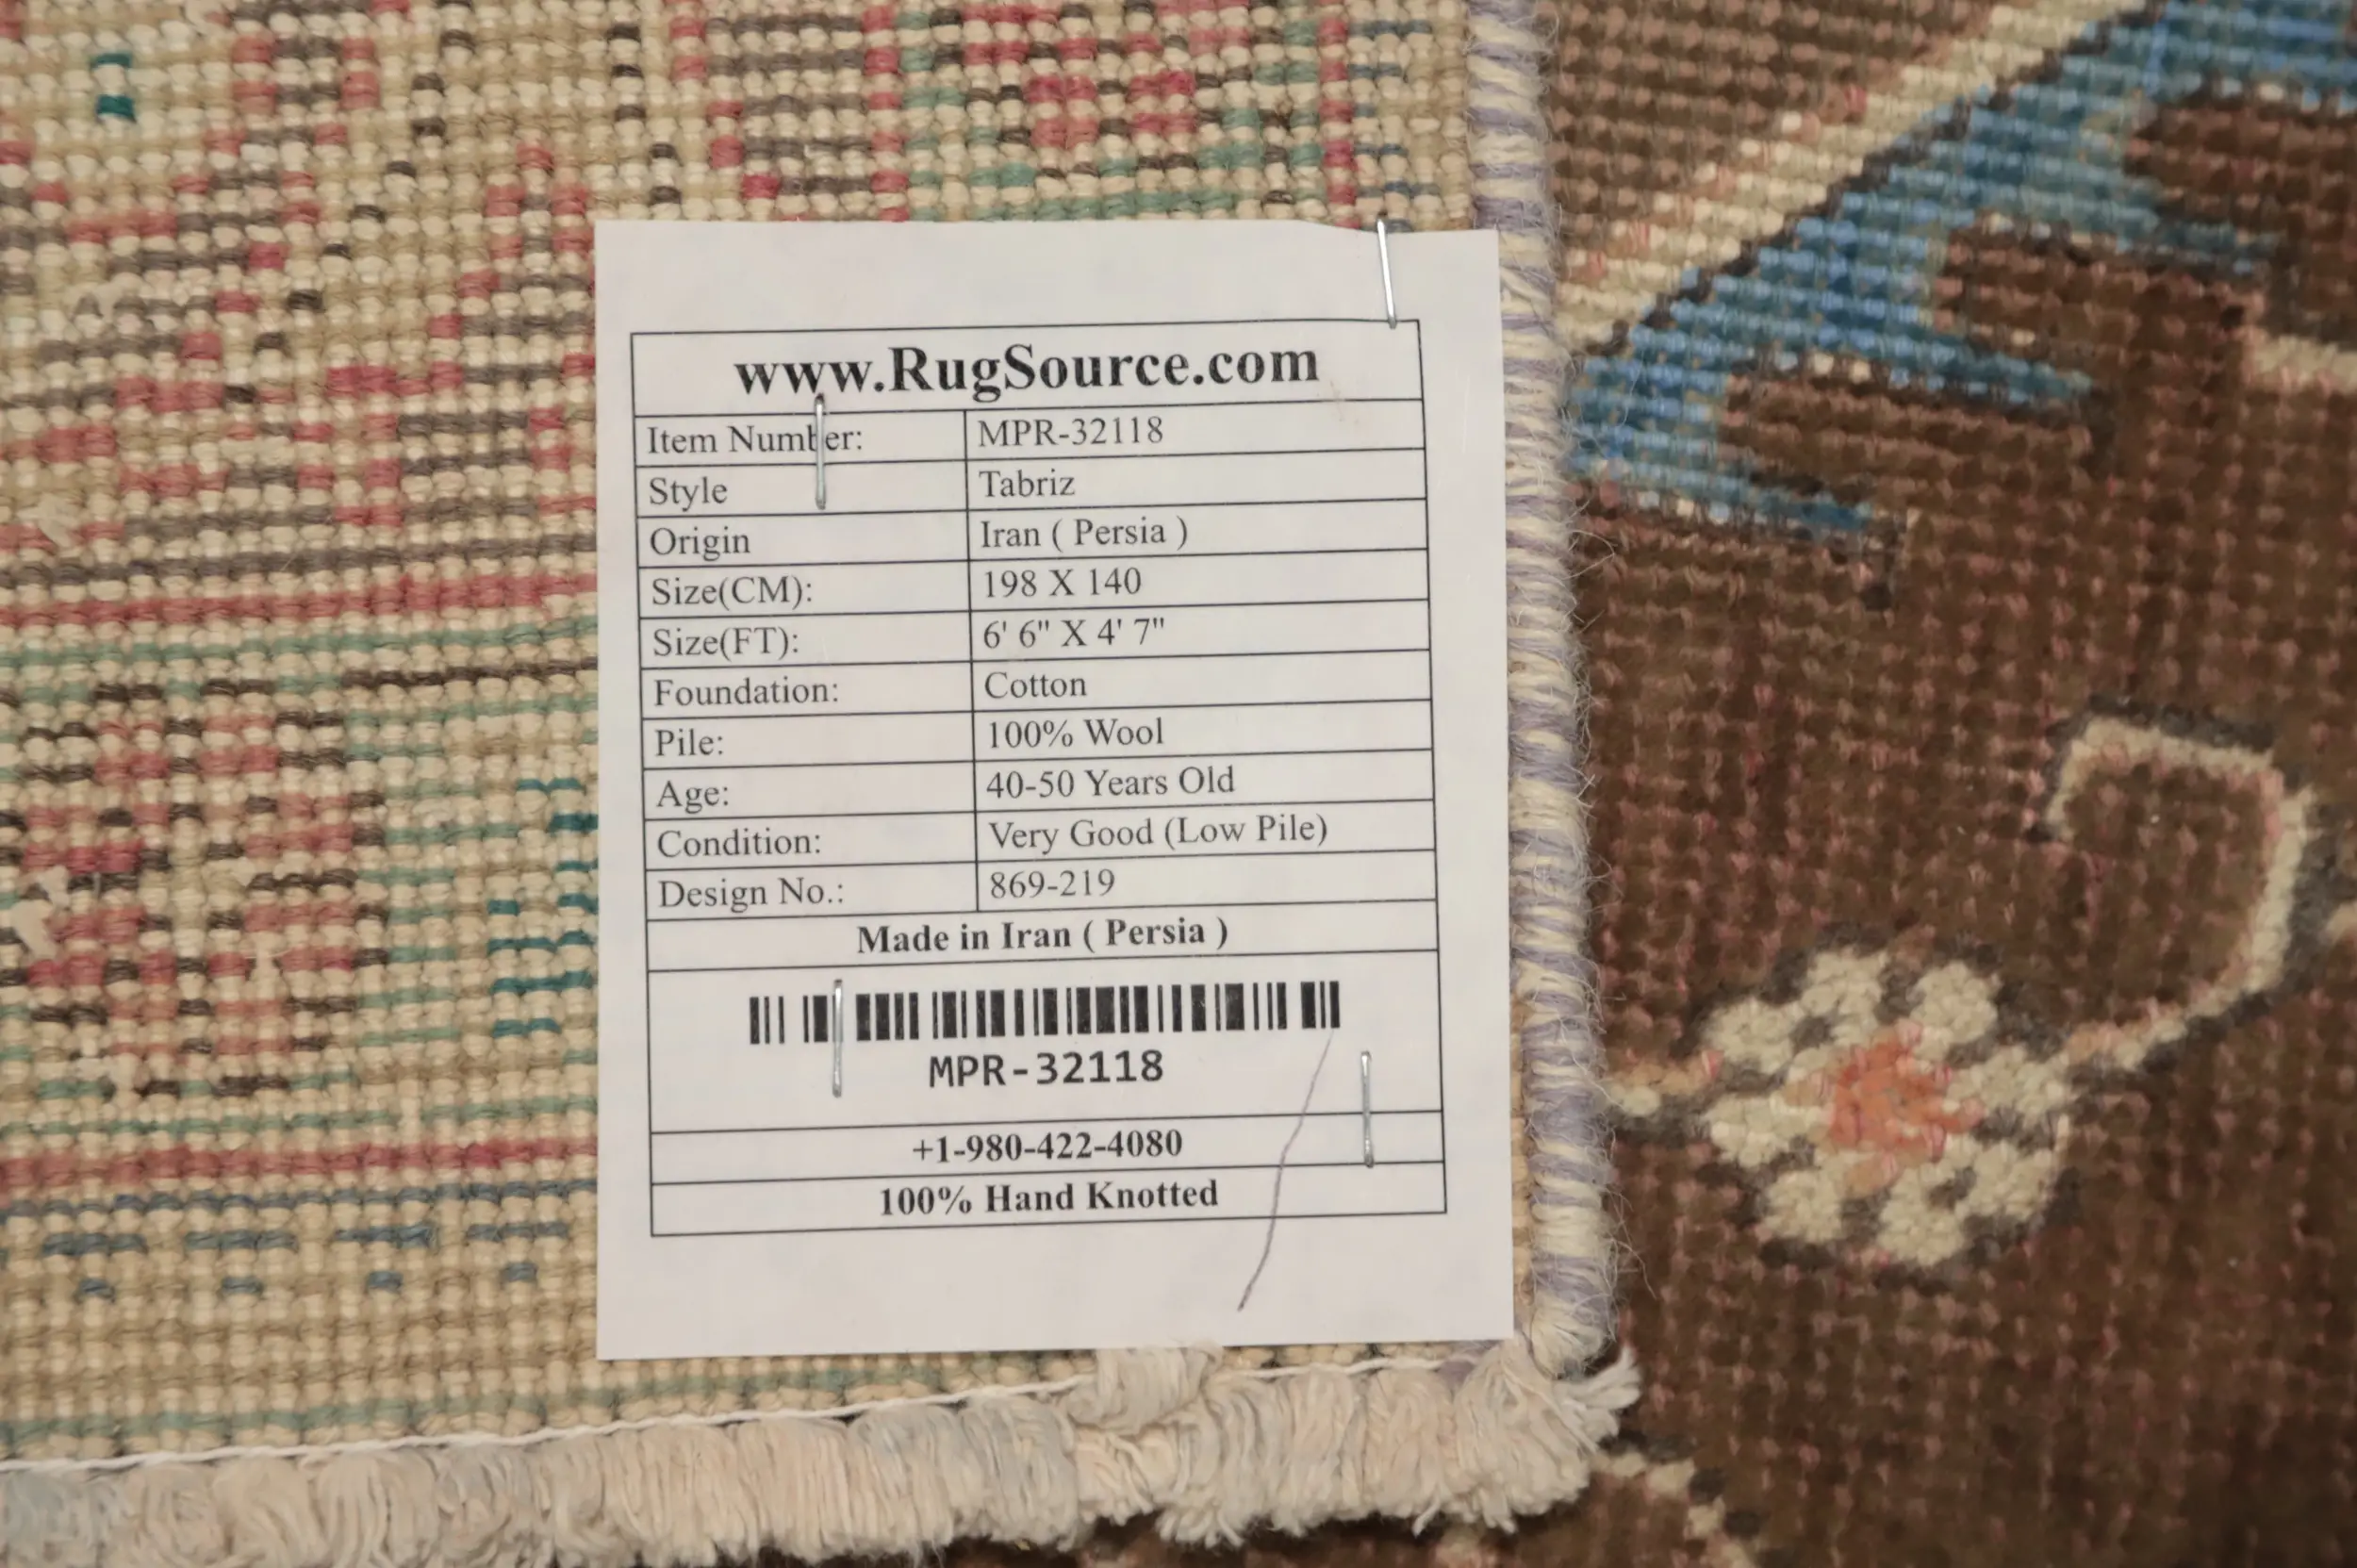 www.RugSource.com
Item Number: MPR-32118
Style Tabriz
Origin Iran ( Persia )
Size(CM): 198 X 140
Size(FT): 6' 6" X 4' 7"
Foundation: Cotton
Pile: 100% Wool
Age: 40-50 Years Old
Condition: Very Good (Low Pile)
Design No.: 869-219
Made in Iran ( Persia )
MPR-32118
+1-980-422-4080
100% Hand Knotted